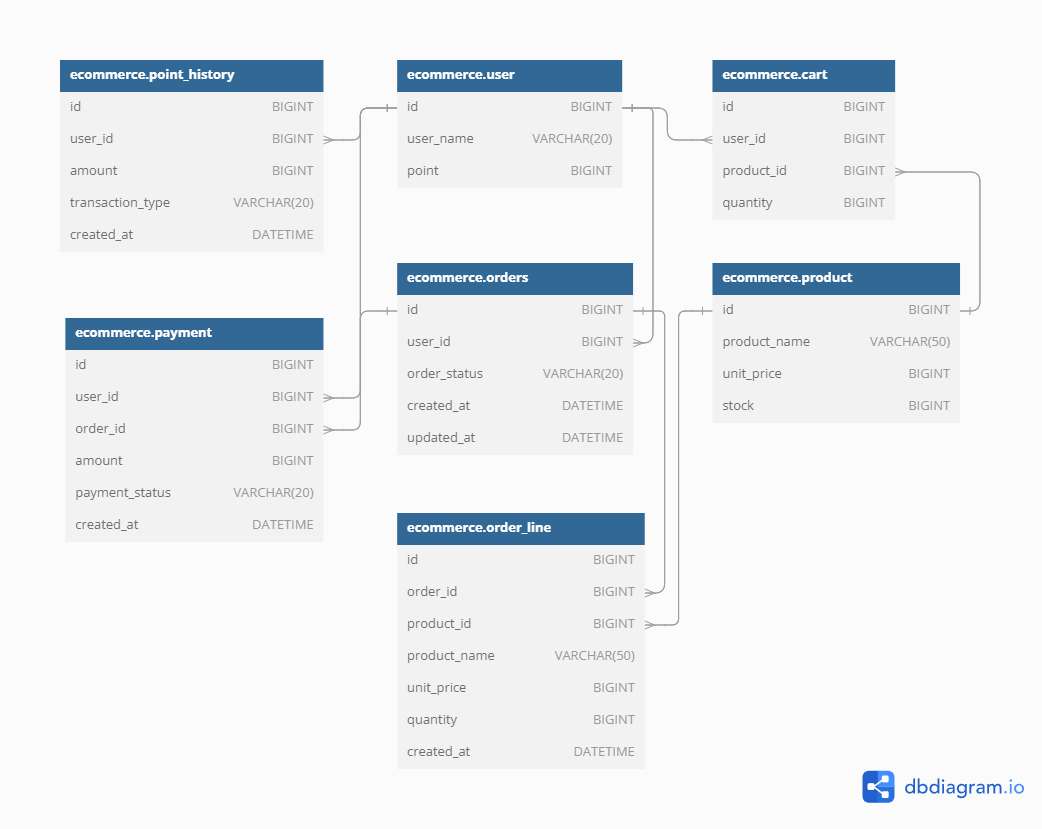 ecommerce.point_history
id BIGINT
user_id BIGINT
amount BIGINT
transaction_type VARCHAR(20)
created_at DATETIME
ecommerce.user
id BIGINT
user_name VARCHAR(20)
point BIGINT
ecommerce.cart
id BIGINT
user_id BIGINT
product_id BIGINT
quantity BIGINT
ecommerce.payment
id BIGINT
user_id BIGINT
order_id BIGINT
amount BIGINT
payment_status VARCHAR(20)
created_at DATETIME
ecommerce.orders
id BIGINT
user_id BIGINT
order_status VARCHAR(20)
created_at DATETIME
updated_at DATETIME
ecommerce.product
id BIGINT
product_name VARCHAR(50)
unit_price BIGINT
stock BIGINT
ecommerce.order_line
id BIGINT
order_id BIGINT
product_id BIGINT
product_name VARCHAR(50)
unit_price BIGINT
quantity BIGINT
created_at DATETIME
dbdiagram.io